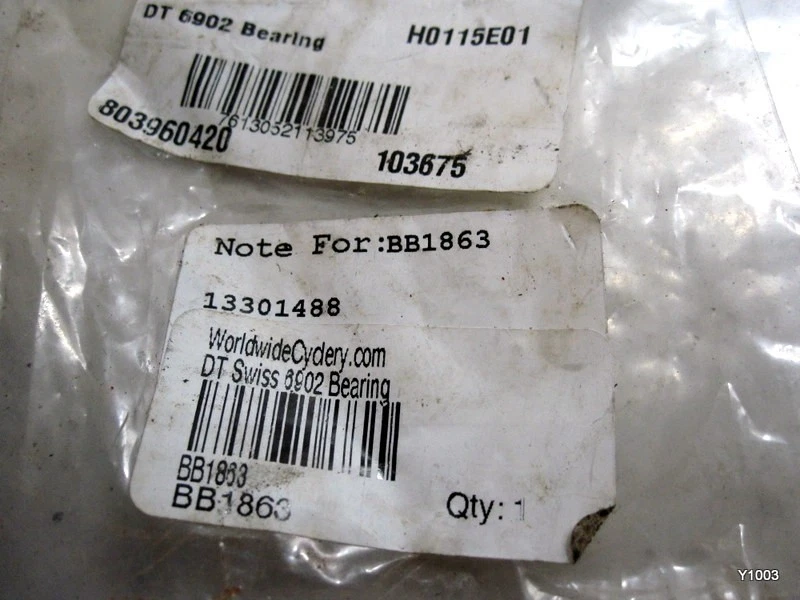 DT 6902 Bearing H0115E01
7613052113975
803960420 103675
Note For:BB1863
13301488
WorldwideCyclery.com
DT Swiss 6902 Bearing
BB1863
BB1863 Qty: 1
Y1003